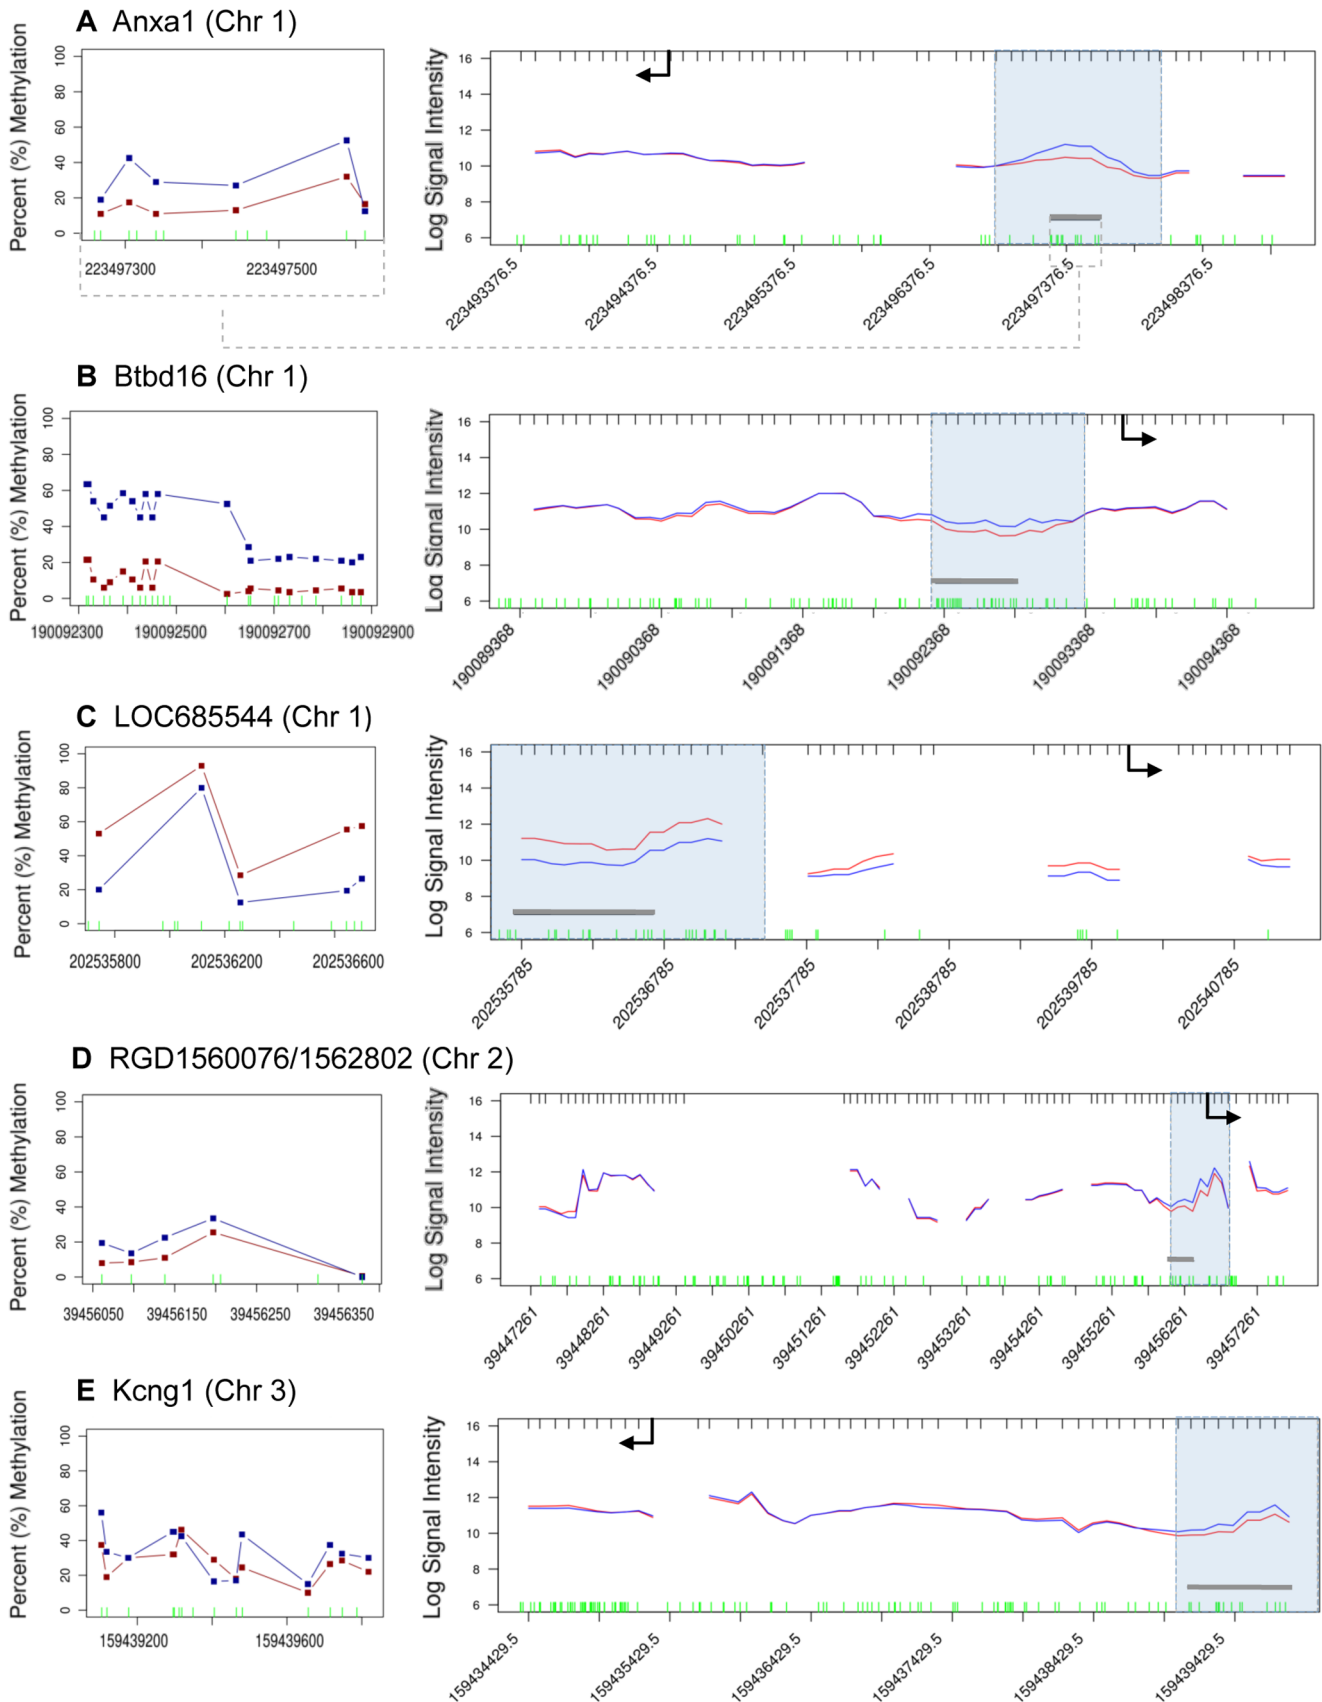 A Anxa1 (Chr 1)
Percent (%) Methylation
0 20 40 60 80 100
223497300 223497500
Log Signal Intensity
16
14
12
10
8
6
223493376.5 223494376.5 223495376.5 223496376.5 223497376.5 223498376.5
B Btbd16 (Chr 1)
Percent (%) Methylation
0 20 40 60 80 100
190092300 190092500 190092700 190092900
Log Signal Intensity
16
14
12
10
8
6
190089368 190090368 190091368 190092368 190093368 190094368
C LOC685544 (Chr 1)
Percent (%) Methylation
0 20 40 60 80 100
202535800 202536200 202536600
Log Signal Intensity
16
14
12
10
8
6
202535785 202536785 202537785 202538785 202539785 202540785
D RGD1560076/1562802 (Chr 2)
Percent (%) Methylation
0 20 40 60 80 100
39456050 39456150 39456250 39456350
Log Signal Intensity
16
14
12
10
8
6
39447261 39448261 39449261 39450261 39451261 39452261 39453261 39454261 39455261 39456261 39457261
E Kcng1 (Chr 3)
Percent (%) Methylation
0 20 40 60 80 100
159439200 159439600
Log Signal Intensity
16
14
12
10
8
6
159434429.5 159435429.5 159436429.5 159437429.5 159438429.5 159439429.5